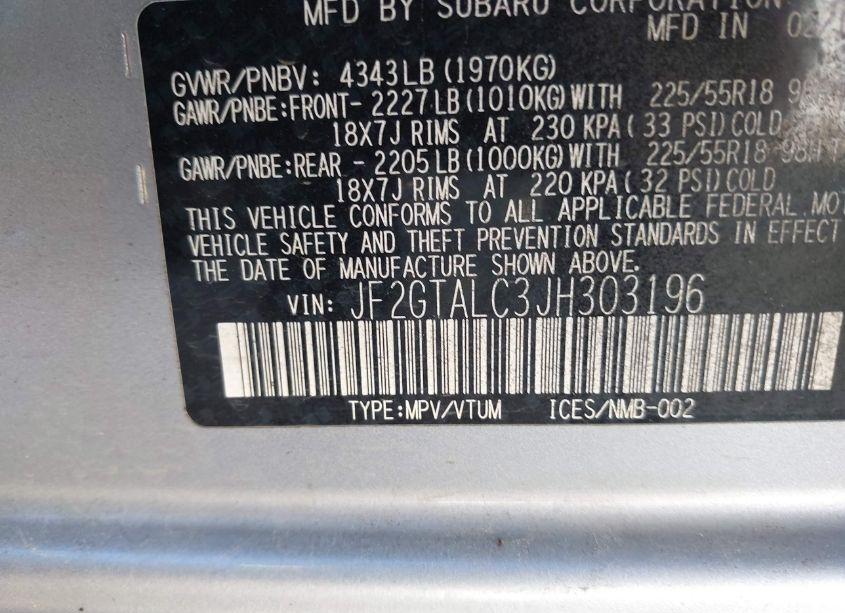 MFD BY SUBARU CORPORATION
MFD IN 02/
GVWR/PNBV: 4343LB (1970KG)
GAWR/PNBE:FRONT- 2227LB (1010KG) WITH 225/55R18
18X7J RIMS AT 230 KPA ( 33 PSI) COLD
GAWR/PNBE:REAR - 2205LB (1000KG) WITH 225/55R18 98H
18X7J RIMS AT 220 KPA ( 32 PSI) COLD
THIS VEHICLE CONFORMS TO ALL APPLICABLE FEDERAL MOT
VEHICLE SAFETY AND THEFT PREVENTION STANDARDS IN EFFECT
THE DATE OF MANUFACTURE SHOWN ABOVE.
VIN: JF2GTALC3JH303196
TYPE:MPV/VTUM ICES/NMB-002